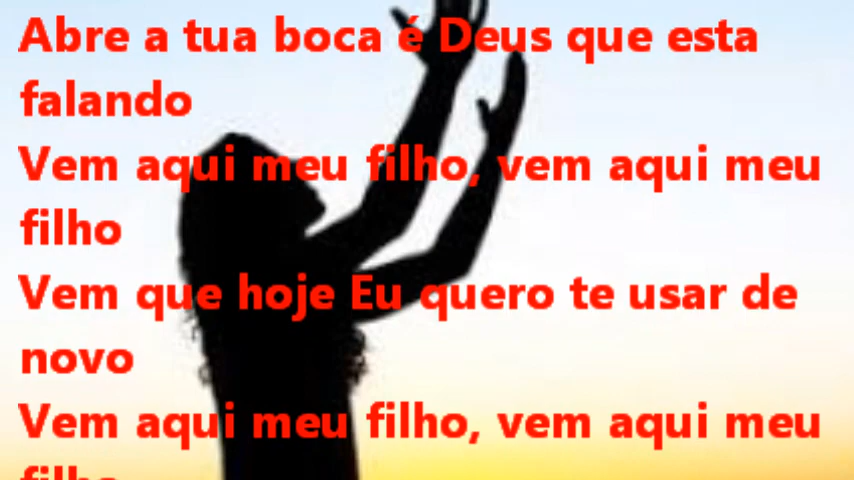 Abre a tua boca é Deus que esta
falando
Vem aqui meu filho, vem aqui meu
filho
Vem que hoje Eu quero te usar de
novo
Vem aqui meu filho, vem aqui meu
filho